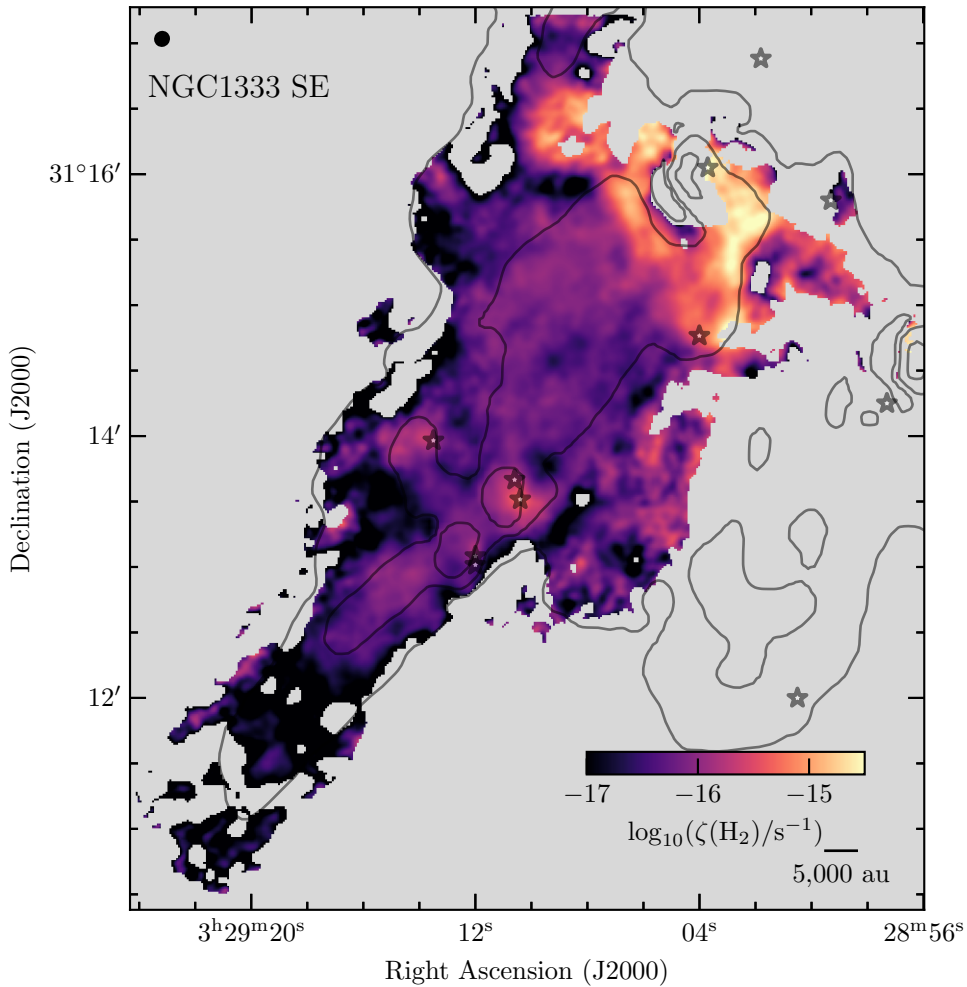 NGC1333 SE
31°16′
14′
12′
Declination (J2000)
−17 −16 −15
log₁₀(ζ(H₂)/s⁻¹)
5,000 au
3ʰ29ᵐ20ˢ 12ˢ 04ˢ 28ᵐ56ˢ
Right Ascension (J2000)